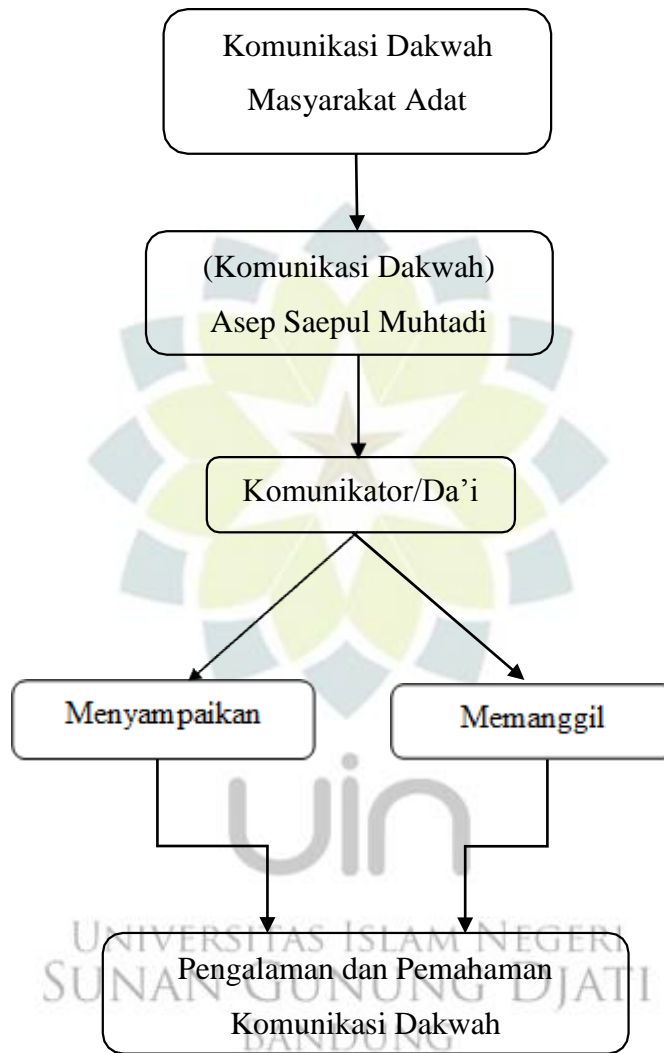 Komunikasi Dakwah
Masyarakat Adat
(Komunikasi Dakwah)
Asep Saepul Muhtadi
Komunikator/Da’i
Menyampaikan
Memanggil
uin
UNIVERSITAS ISLAM NEGERI
SUNAN GUNUNG DJATI
BANDUNG
Pengalaman dan Pemahaman
Komunikasi Dakwah